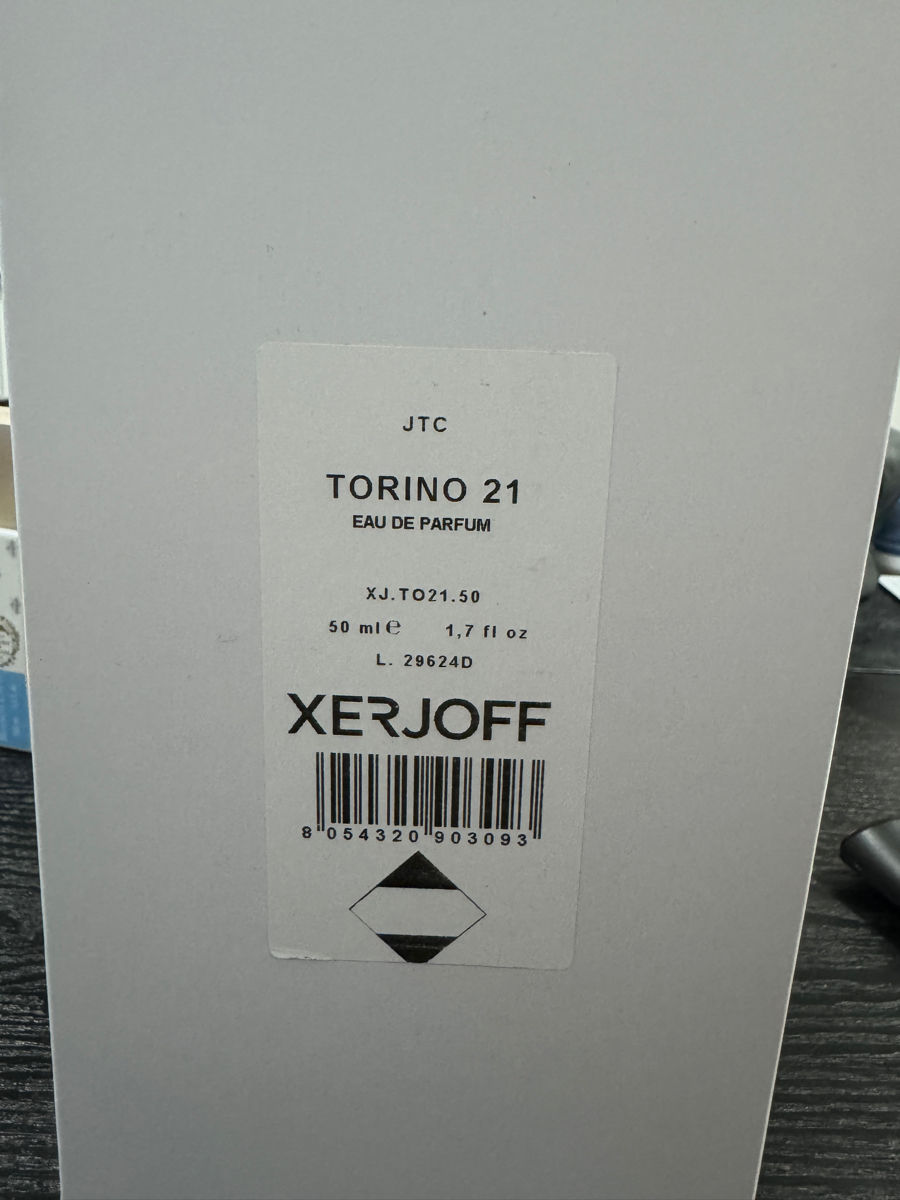 JTC
TORINO 21
EAU DE PARFUM
XJ.TO21.50
50 ml ℮ 1,7 fl oz
L. 29624D
XERJOFF
8 054320 903093